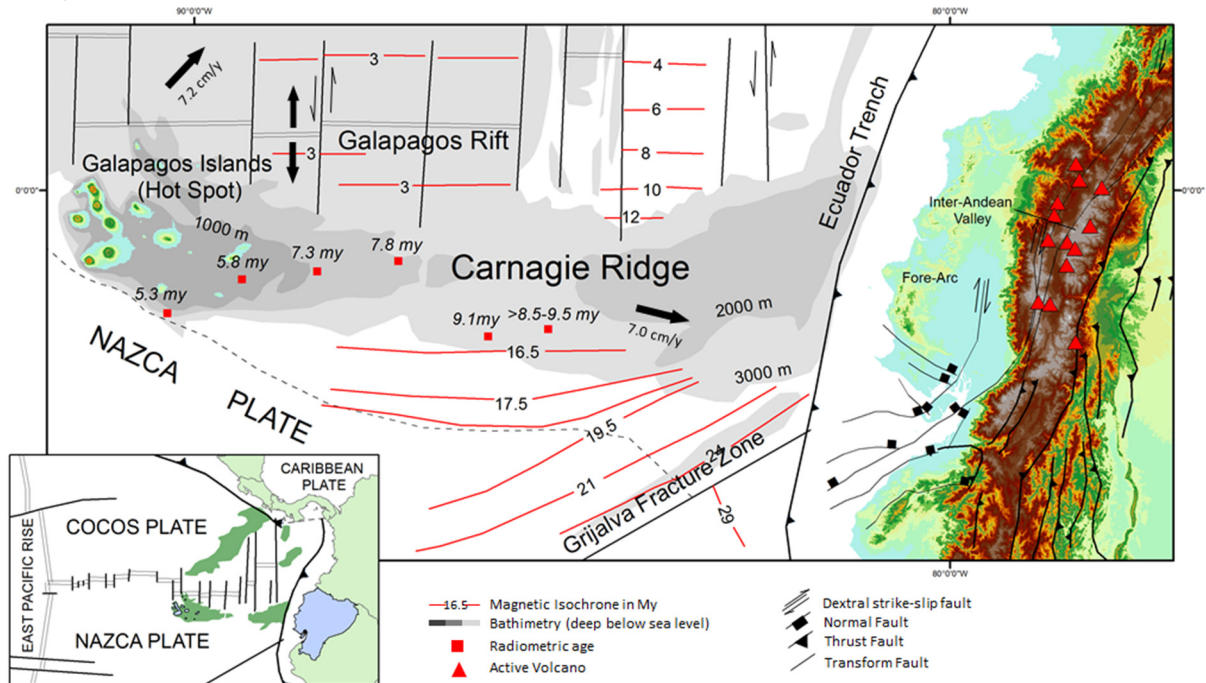 90°0'0"W
80°0'0"W
7.2 cm/y
3
4
6
8
10
12
3
3
Galapagos Rift
Galapagos Islands
(Hot Spot)
0°0'0"
0°0'0"
1000 m
5.8 my
7.3 my
7.8 my
5.3 my
Carnagie Ridge
9.1my
>8.5-9.5 my
7.0 cm/y
2000 m
3000 m
Ecuador Trench
Inter-Andean
Valley
Fore-Arc
NAZCA
PLATE
16.5
17.5
19.5
21
24
29
Grijalva Fracture Zone
80°0'0"W
CARIBBEAN
PLATE
COCOS PLATE
EAST PACIFIC RISE
NAZCA PLATE
16.5 Magnetic Isochrone in My
Bathimetry (deep below sea level)
Radiometric age
Active Volcano
Dextral strike-slip fault
Normal Fault
Thrust Fault
Transform Fault